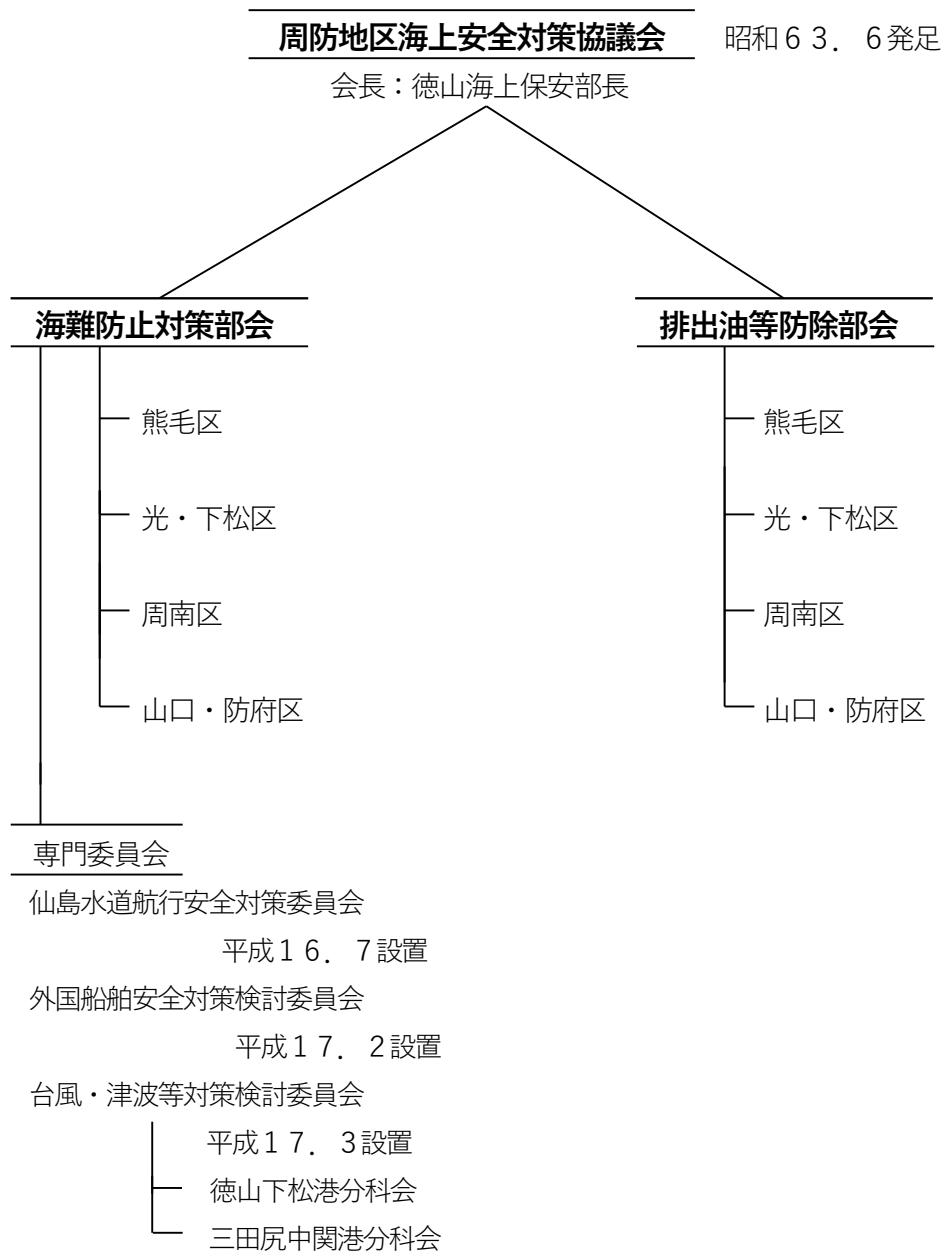 周防地区海上安全対策協議会 昭和６３．６発足
会長：徳山海上保安部長
海難防止対策部会 排出油等防除部会
熊毛区 熊毛区
光・下松区 光・下松区
周南区 周南区
山口・防府区 山口・防府区
専門委員会
仙島水道航行安全対策委員会
平成１６．７設置
外国船舶安全対策検討委員会
平成１７．２設置
台風・津波等対策検討委員会
平成１７．３設置
徳山下松港分科会
三田尻中関港分科会